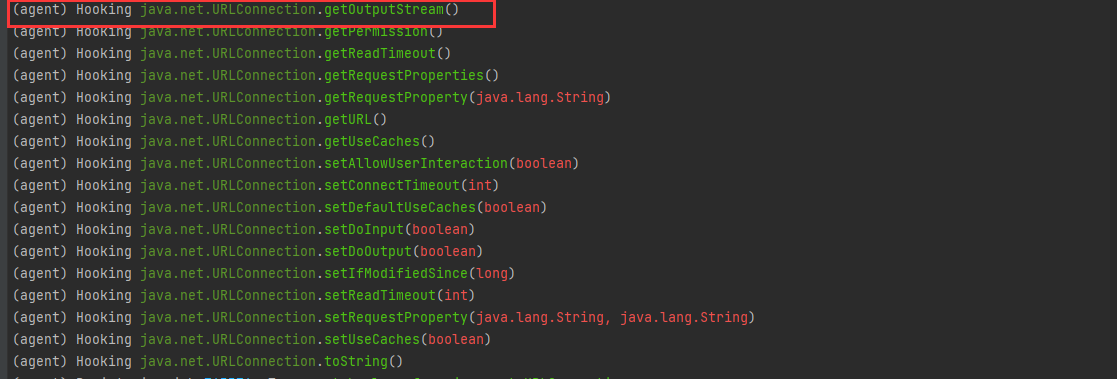 (agent) Hooking java.net.URLConnection.getOutputStream()
(agent) Hooking java.net.URLConnection.getPermission()
(agent) Hooking java.net.URLConnection.getReadTimeout()
(agent) Hooking java.net.URLConnection.getRequestProperties()
(agent) Hooking java.net.URLConnection.getRequestProperty(java.lang.String)
(agent) Hooking java.net.URLConnection.getURL()
(agent) Hooking java.net.URLConnection.getUseCaches()
(agent) Hooking java.net.URLConnection.setAllowUserInteraction(boolean)
(agent) Hooking java.net.URLConnection.setConnectTimeout(int)
(agent) Hooking java.net.URLConnection.setDefaultUseCaches(boolean)
(agent) Hooking java.net.URLConnection.setDoInput(boolean)
(agent) Hooking java.net.URLConnection.setDoOutput(boolean)
(agent) Hooking java.net.URLConnection.setIfModifiedSince(long)
(agent) Hooking java.net.URLConnection.setReadTimeout(int)
(agent) Hooking java.net.URLConnection.setRequestProperty(java.lang.String, java.lang.String)
(agent) Hooking java.net.URLConnection.setUseCaches(boolean)
(agent) Hooking java.net.URLConnection.toString()